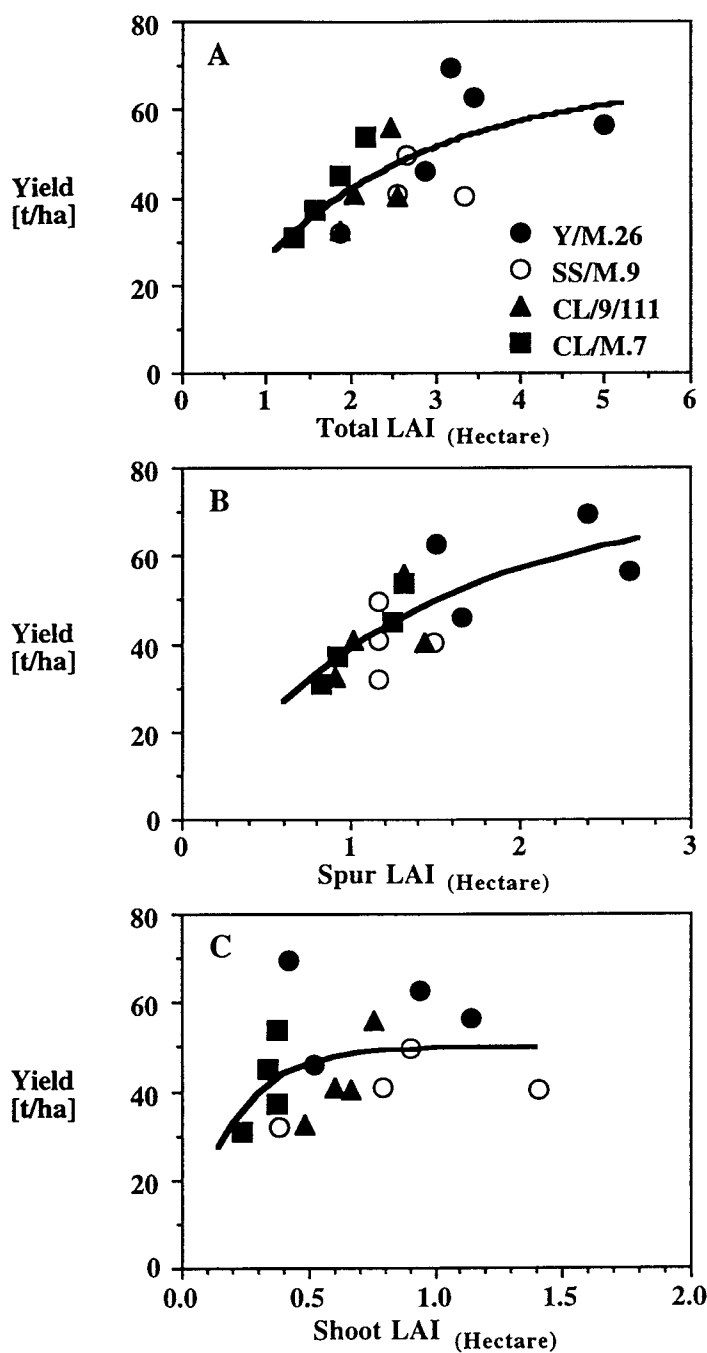 80
A
60
Yield
[t/ha]
40
20
0
Y/M.26
SS/M.9
CL/9/111
CL/M.7
0 1 2 3 4 5 6
Total LAI (Hectare)
80
B
60
Yield
[t/ha]
40
20
0
0 1 2 3
Spur LAI (Hectare)
80
C
60
Yield
[t/ha]
40
20
0
0.0 0.5 1.0 1.5 2.0
Shoot LAI (Hectare)